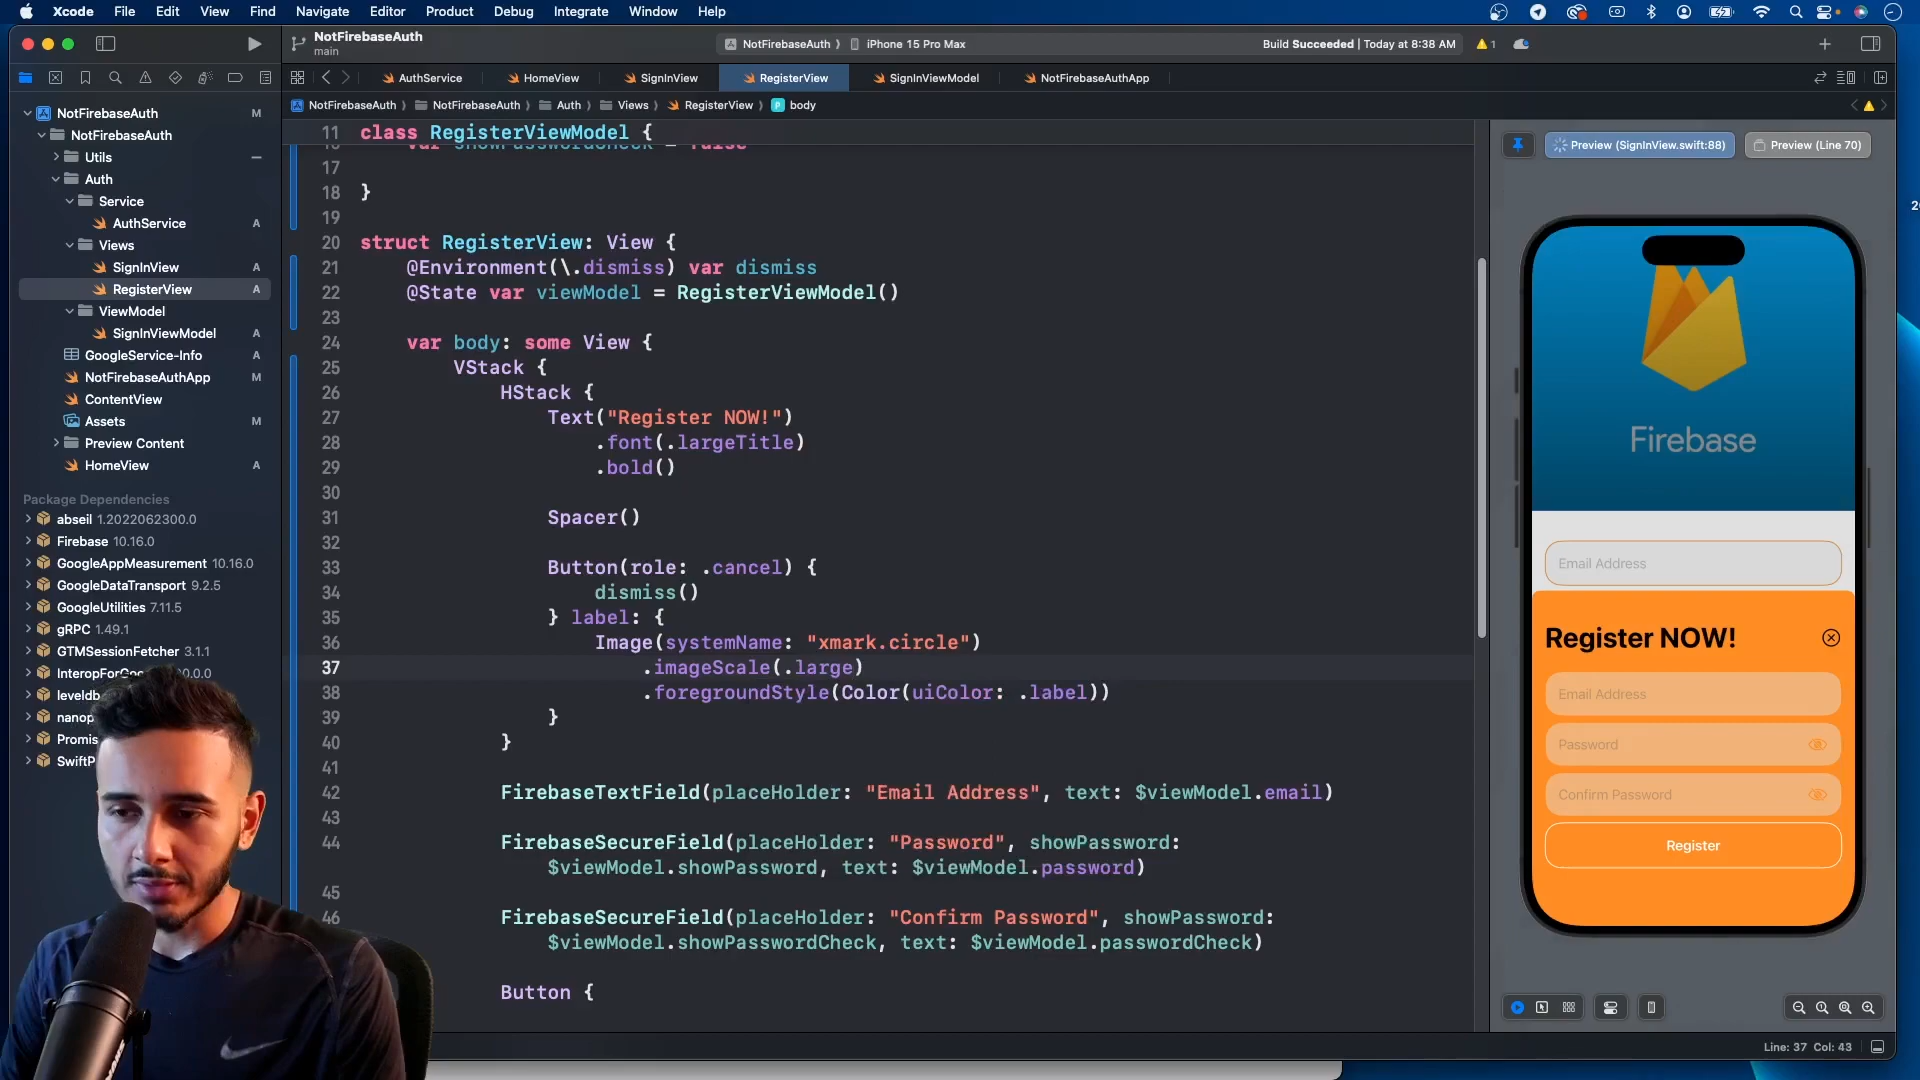 Xcode File Edit View Find Navigate Editor Product Debug Integrate Window Help
NotFirebaseAuth
main
NotFirebaseAuth iPhone 15 Pro Max
Build Succeeded | Today at 8:38 AM
1
AuthService HomeView SignInView RegisterView SignInViewModel NotFirebaseAuthApp
NotFirebaseAuth NotFirebaseAuth Auth Views RegisterView P body
NotFirebaseAuth M
NotFirebaseAuth
Utils
Auth
Service
AuthService A
Views
SignInView A
RegisterView A
ViewModel
SignInViewModel A
GoogleService-Info A
NotFirebaseAuthApp M
ContentView
Assets M
Preview Content
HomeView A
Package Dependencies
abseil 1.2022062300.0
Firebase 10.16.0
GoogleAppMeasurement 10.16.0
GoogleDataTransport 9.2.5
GoogleUtilities 7.11.5
gRPC 1.49.1
GTMSessionFetcher 3.1.1
leveldb
11 class RegisterViewModel {
var showPasswordCheck = false
17
18 }
19
20 struct RegisterView: View {
21 @Environment(\.dismiss) var dismiss
22 @State var viewModel = RegisterViewModel()
23
24 var body: some View {
25 VStack {
26 HStack {
27 Text("Register NOW!")
28 .font(.largeTitle)
29 .bold()
30
31 Spacer()
32
33 Button(role: .cancel) {
34 dismiss()
35 } label: {
36 Image(systemName: "xmark.circle")
37 .imageScale(.large)
38 .foregroundStyle(Color(uiColor: .label))
39 }
40 }
41
42 FirebaseTextField(placeHolder: "Email Address", text: $viewModel.email)
43
44 FirebaseSecureField(placeHolder: "Password", showPassword:
$viewModel.showPassword, text: $viewModel.password)
45
46 FirebaseSecureField(placeHolder: "Confirm Password", showPassword:
$viewModel.showPasswordCheck, text: $viewModel.passwordCheck)
Button {
Preview (SignInView.swift:88) Preview (Line 70)
Firebase
Email Address
Register NOW!
Email Address
Password
Confirm Password
Register
Line: 37 Col: 43